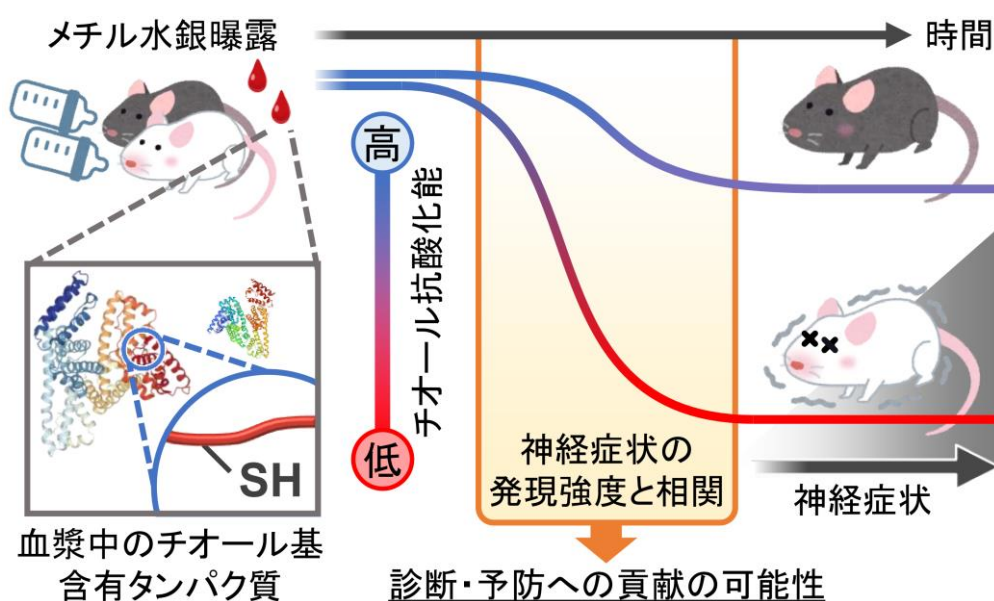 メチル水銀曝露
時間
高
チオール抗酸化能
低
SH
血漿中のチオール基
含有タンパク質
神経症状の
発現強度と相関
神経症状
診断・予防への貢献の可能性